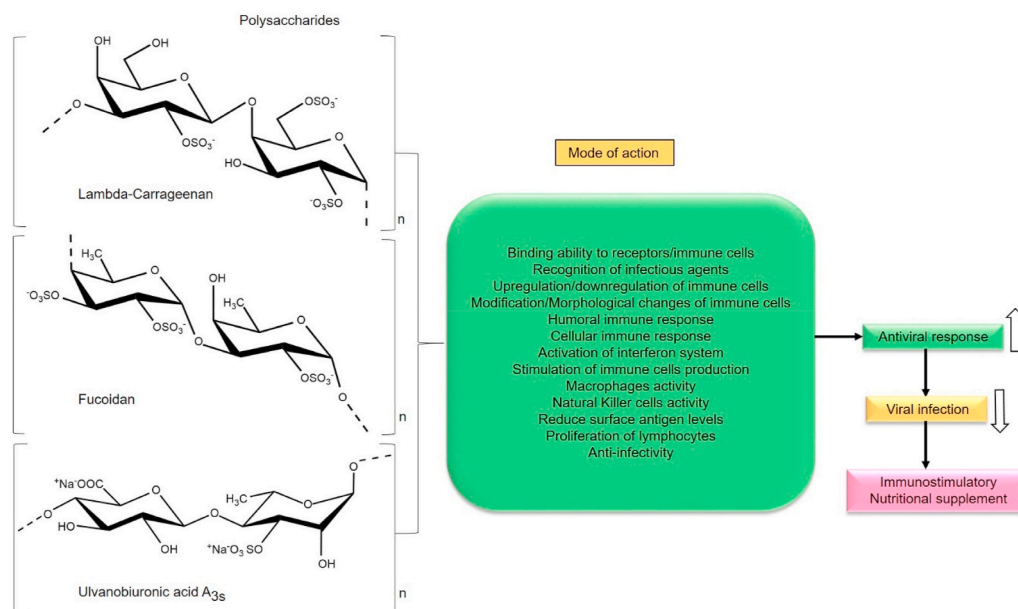 Polysaccharides
OH
OH
O
O
O
O
OSO₃⁻
OSO₃⁻
O
HO
⁻O₃SO
Lambda-Carrageenan
n
H₃C
O
⁻O₃SO
OSO₃⁻
O
OH
H₃C
O
OSO₃⁻
O
Fucoidan
n
⁺Na⁻OOC
O
O
HO
OH
O
H₃C
O
O
⁺Na⁻O₃SO
OH
Ulvanobiuronic acid A₃s
n
Mode of action
Binding ability to receptors/immune cells
Recognition of infectious agents
Upregulation/downregulation of immune cells
Modification/Morphological changes of immune cells
Humoral immune response
Cellular immune response
Activation of interferon system
Stimulation of immune cells production
Macrophages activity
Natural Killer cells activity
Reduce surface antigen levels
Proliferation of lymphocytes
Anti-infectivity
Antiviral response
Viral infection
Immunostimulatory
Nutritional supplement